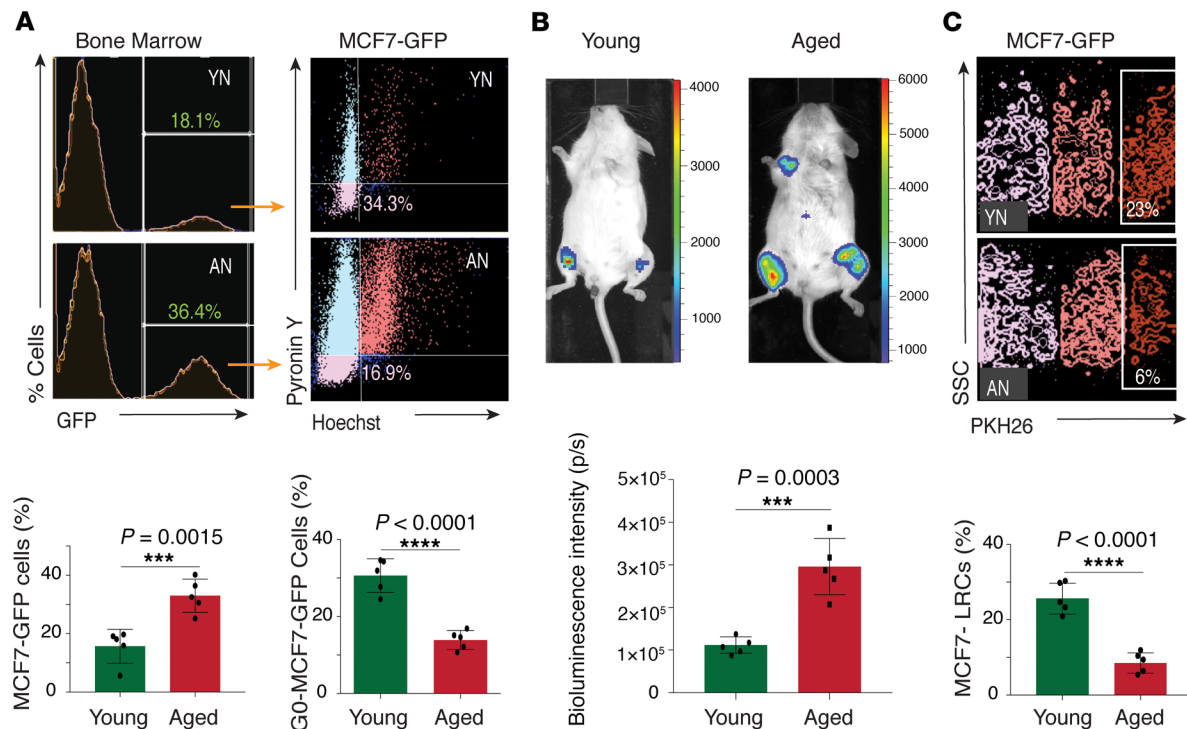 A
Bone Marrow
YN
18.1%
AN
36.4%
% Cells
GFP
MCF7-GFP
YN
34.3%
AN
16.9%
Pyronin Y
Hoechst
MCF7-GFP cells (%)
P = 0.0015
***
40
20
0
Young Aged
G0-MCF7-GFP Cells (%)
P < 0.0001
****
40
20
0
Young Aged
B
Young
4000
3000
2000
1000
Aged
6000
5000
4000
3000
2000
1000
Bioluminescence intensity (p/s)
P = 0.0003
***
5×10⁵
4×10⁵
3×10⁵
2×10⁵
1×10⁵
0
Young Aged
C
MCF7-GFP
YN
23%
AN
6%
SSC
PKH26
MCF7- LRCs (%)
P < 0.0001
****
40
20
0
Young Aged